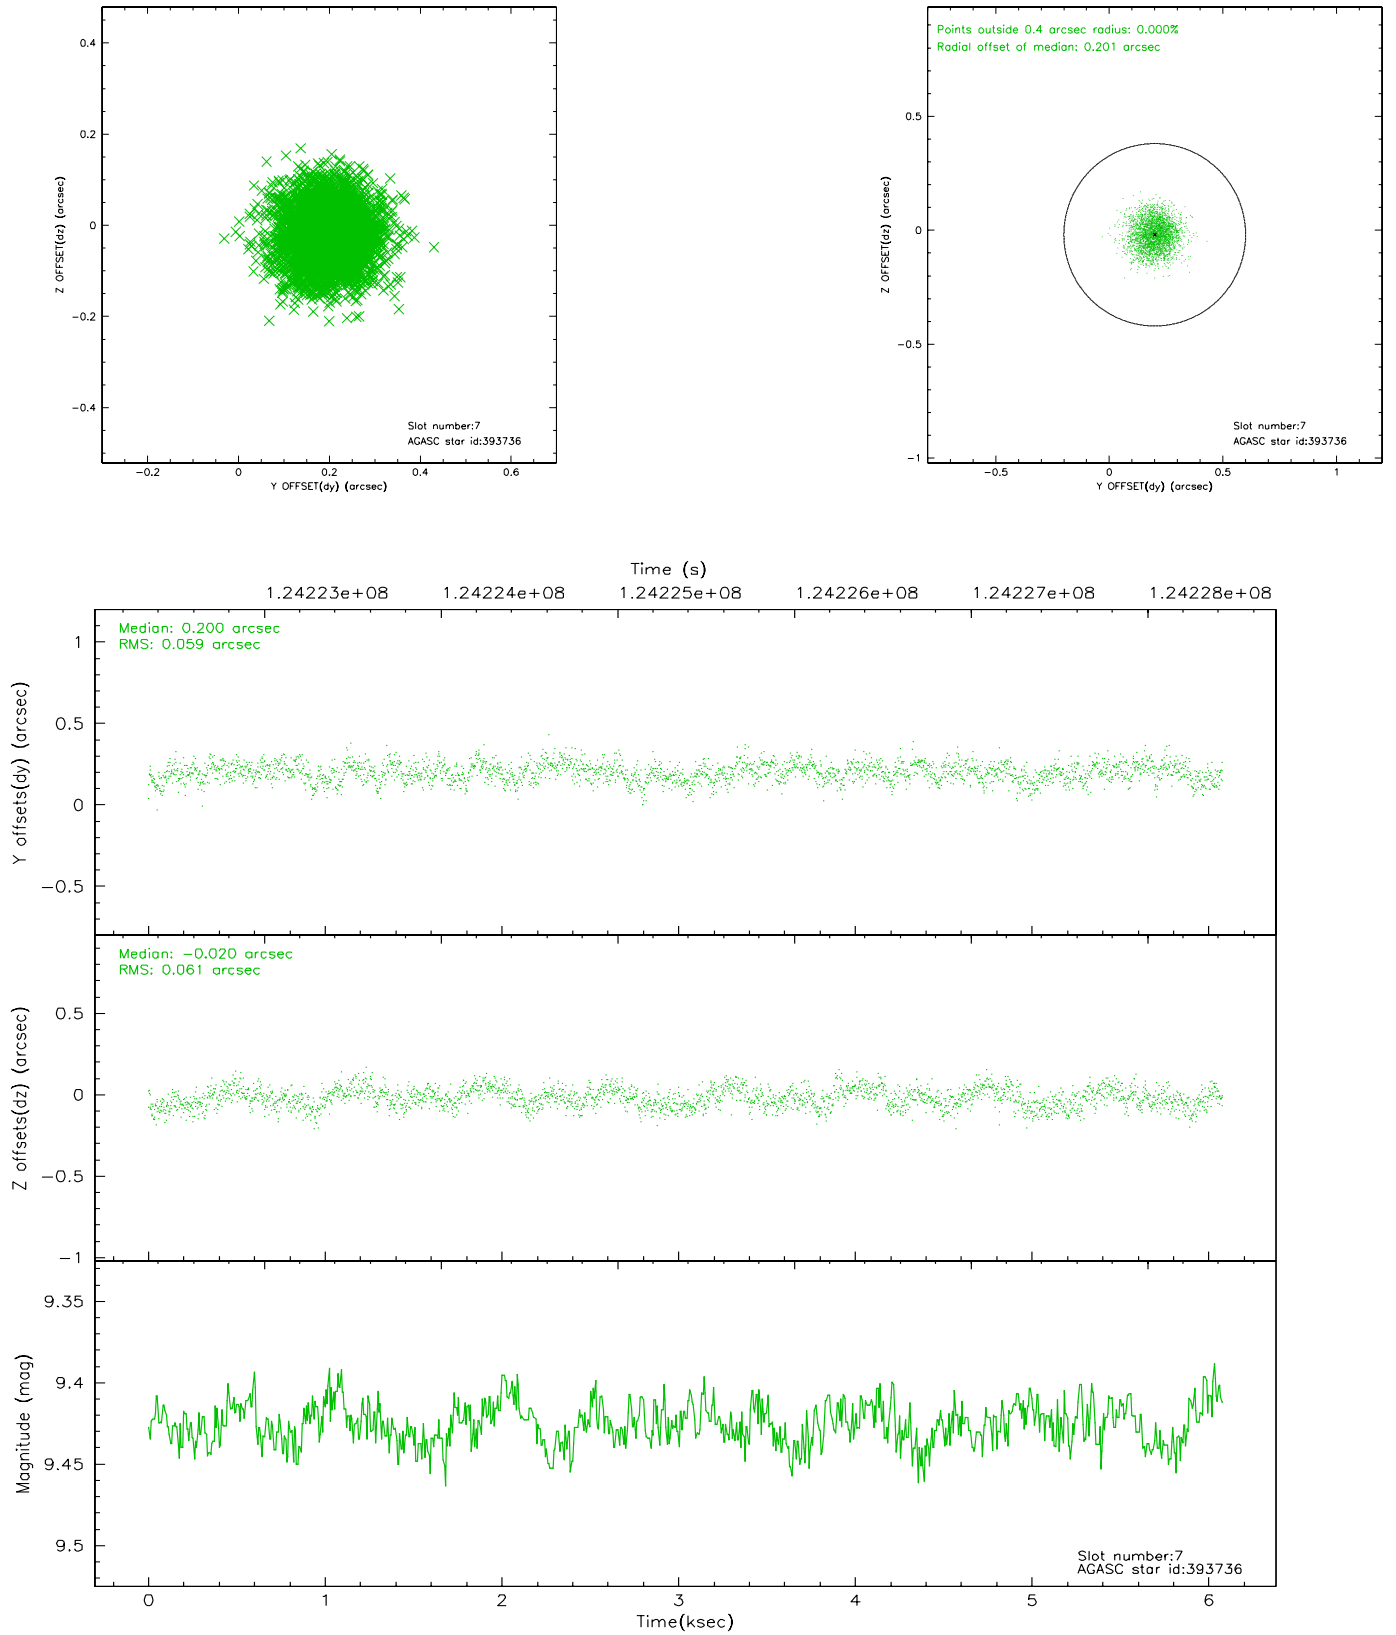 0.4
0.2
0
−0.2
−0.4
Z OFFSET(dz) (arcsec)
Slot number:7
AGASC star id:393736
−0.2 0 0.2 0.4 0.6
Y OFFSET(dy) (arcsec)
Points outside 0.4 arcsec radius: 0.000%
Radial offset of median: 0.201 arcsec
0.5
0
−0.5
−1
Z OFFSET(dz) (arcsec)
Slot number:7
AGASC star id:393736
−0.5 0 0.5 1
Y OFFSET(dy) (arcsec)
Time (s)
1.24223e+08 1.24224e+08 1.24225e+08 1.24226e+08 1.24227e+08 1.24228e+08
Median: 0.200 arcsec
RMS: 0.059 arcsec
1
0.5
0
−0.5
Y offsets(dy) (arcsec)
Median: −0.020 arcsec
RMS: 0.061 arcsec
0.5
0
−0.5
−1
Z offsets(dz) (arcsec)
9.35
9.4
9.45
9.5
Magnitude (mag)
Slot number:7
AGASC star id:393736
0 1 2 3 4 5 6
Time(ksec)